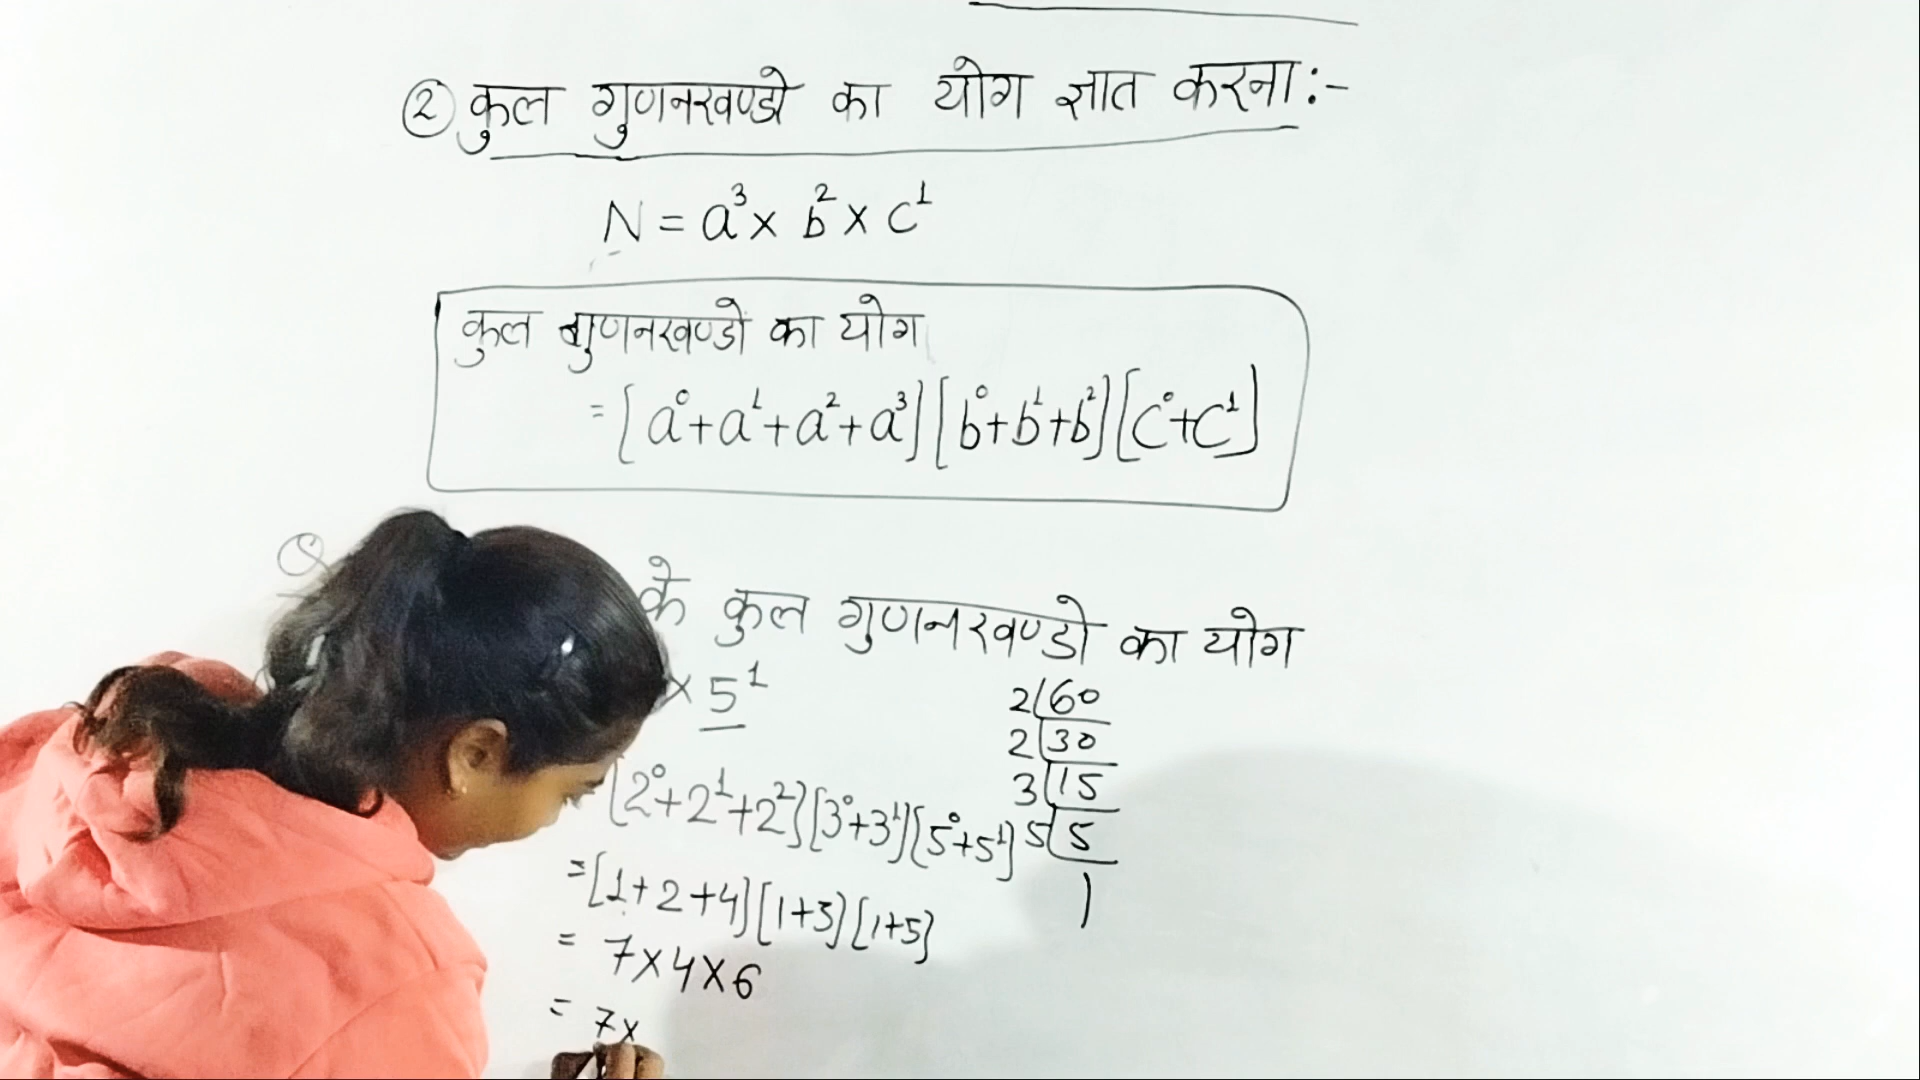 ② कुल गुणनखण्डो का योग ज्ञात करना:-
N = a³ × b² × c¹
कुल गुणनखण्डो का योग
= [a⁰+a¹+a²+a³][b⁰+b¹+b²][c⁰+c¹]
Q
के कुल गुणनखण्डो का योग
× 5¹
[2⁰+2¹+2²][3⁰+3¹][5⁰+5¹]
= [1+2+4][1+3][1+5]
= 7×4×6
= 7×
2|60
2|30
3|15
5|5
1